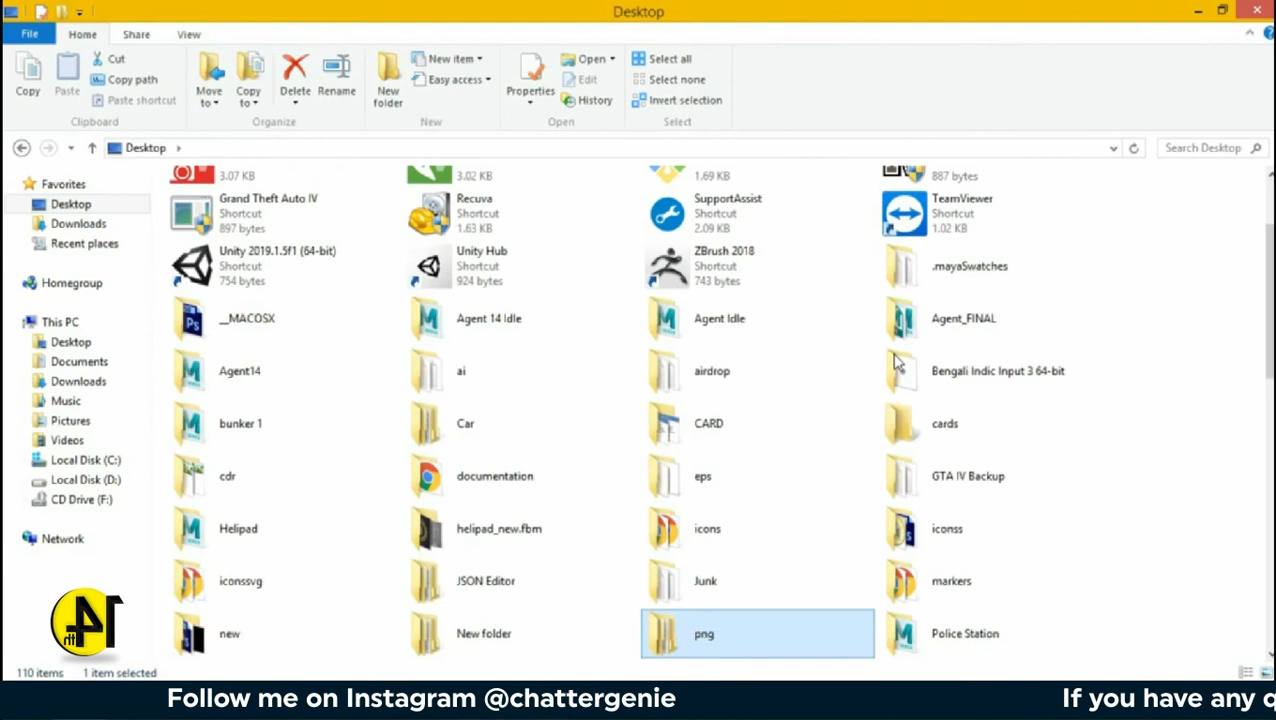 Desktop
File Home Share View
Copy
Paste
Cut
Copy path
Paste shortcut
Clipboard
Move to
Copy to
Delete
Rename
Organize
New folder
New item
Easy access
New
Properties
Open
Edit
History
Open
Select all
Select none
Invert selection
Select
Desktop
Search Desktop
Favorites
Desktop
Downloads
Recent places
Homegroup
This PC
Desktop
Documents
Downloads
Music
Pictures
Videos
Local Disk (C:)
Local Disk (D:)
CD Drive (F:)
Network
3.07 KB
3.02 KB
1.69 KB
887 bytes
Grand Theft Auto IV
Shortcut
897 bytes
Recuva
Shortcut
1.63 KB
SupportAssist
Shortcut
2.09 KB
TeamViewer
Shortcut
1.02 KB
Unity 2019.1.5f1 (64-bit)
Shortcut
754 bytes
Unity Hub
Shortcut
924 bytes
ZBrush 2018
Shortcut
743 bytes
.mayaSwatches
__MACOSX
Agent 14 Idle
Agent Idle
Agent_FINAL
Agent14
ai
airdrop
Bengali Indic Input 3 64-bit
bunker 1
Car
CARD
cards
cdr
documentation
eps
GTA IV Backup
Helipad
helipad_new.fbm
icons
iconss
iconssvg
JSON Editor
Junk
markers
new
New folder
png
Police Station
110 items 1 item selected
Follow me on Instagram @chattergenie
If you have any